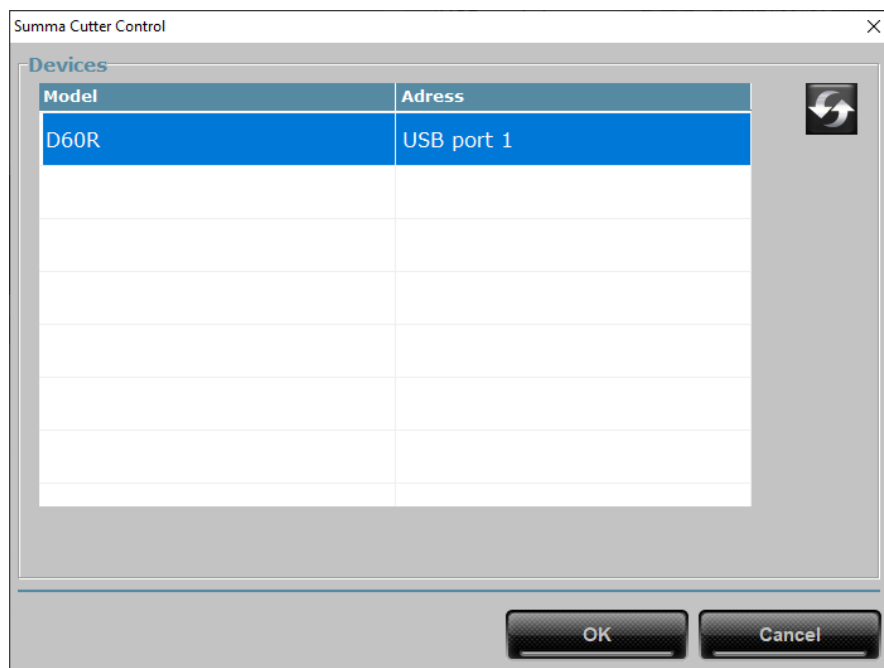 Summa Cutter Control
Devices
Model Adress
D60R USB port 1
OK Cancel